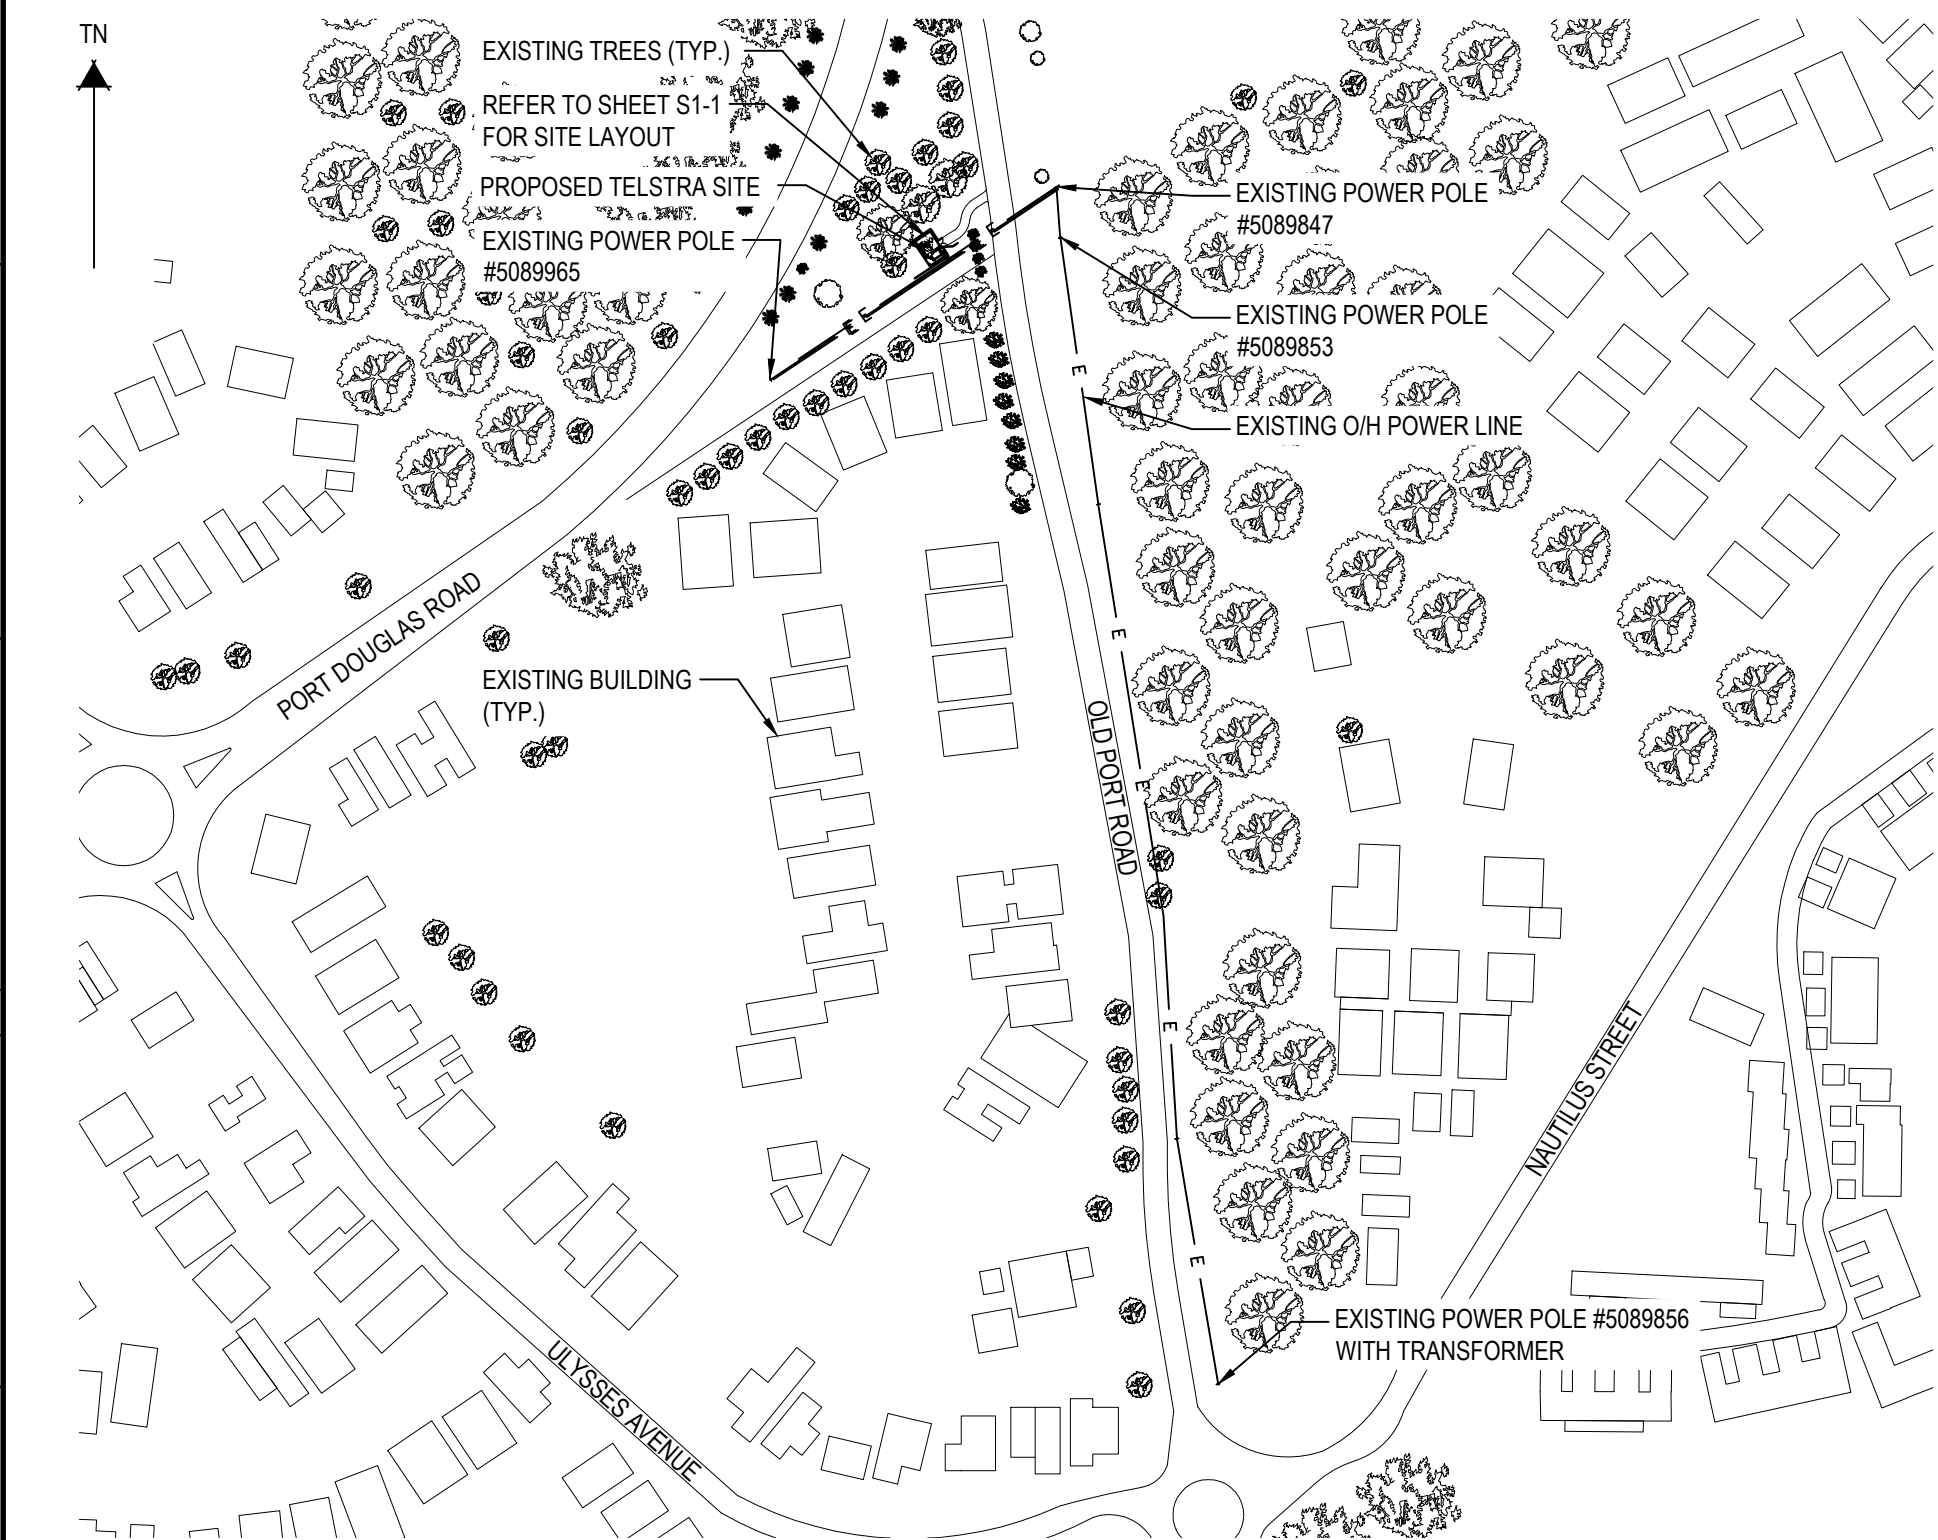 TN
EXISTING TREES (TYP.)
REFER TO SHEET S1-1
FOR SITE LAYOUT
PROPOSED TELSTRA SITE
EXISTING POWER POLE
#5089965
EXISTING POWER POLE
#5089847
EXISTING POWER POLE
#5089853
EXISTING O/H POWER LINE
E
E
E
E
PORT DOUGLAS ROAD
EXISTING BUILDING
(TYP.)
E
OLD PORT ROAD
E
E
NAUTILUS STREET
E
EXISTING POWER POLE #5089856
WITH TRANSFORMER
ULYSSES AVENUE